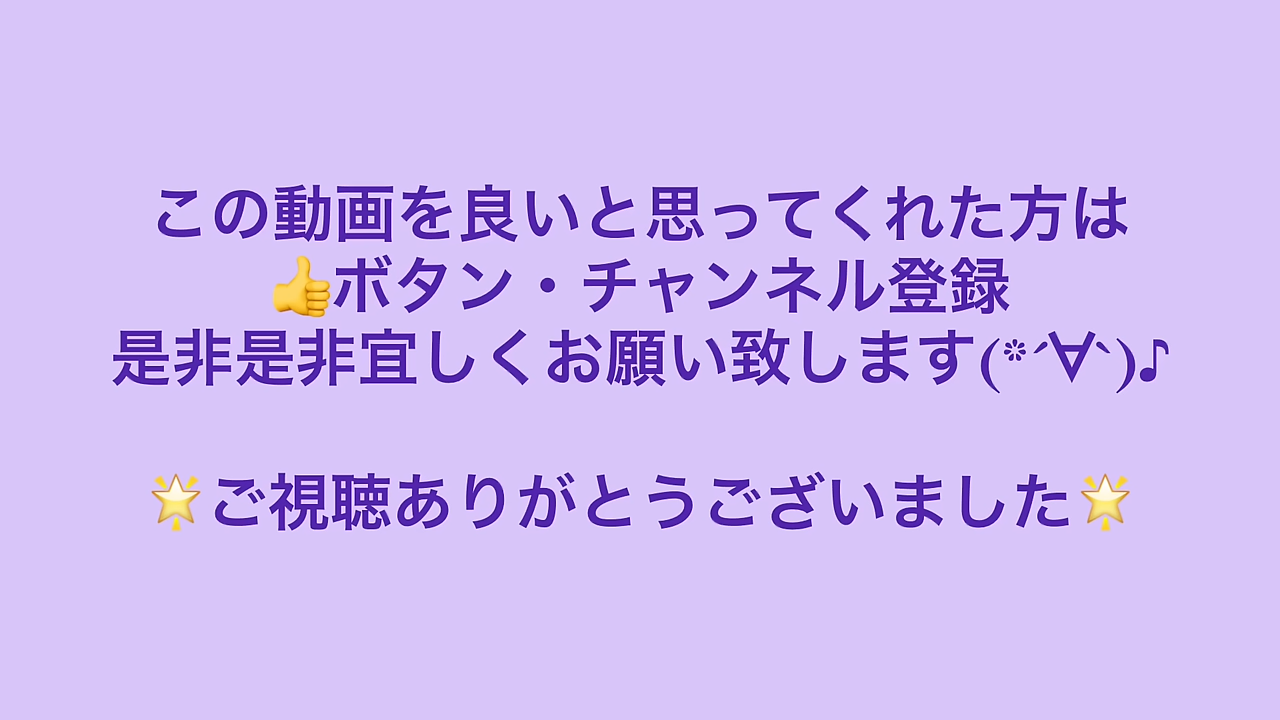 この動画を良いと思ってくれた方は
👍ボタン・チャンネル登録
是非是非宜しくお願い致します(*´∀`)♪
🌟ご視聴ありがとうございました🌟